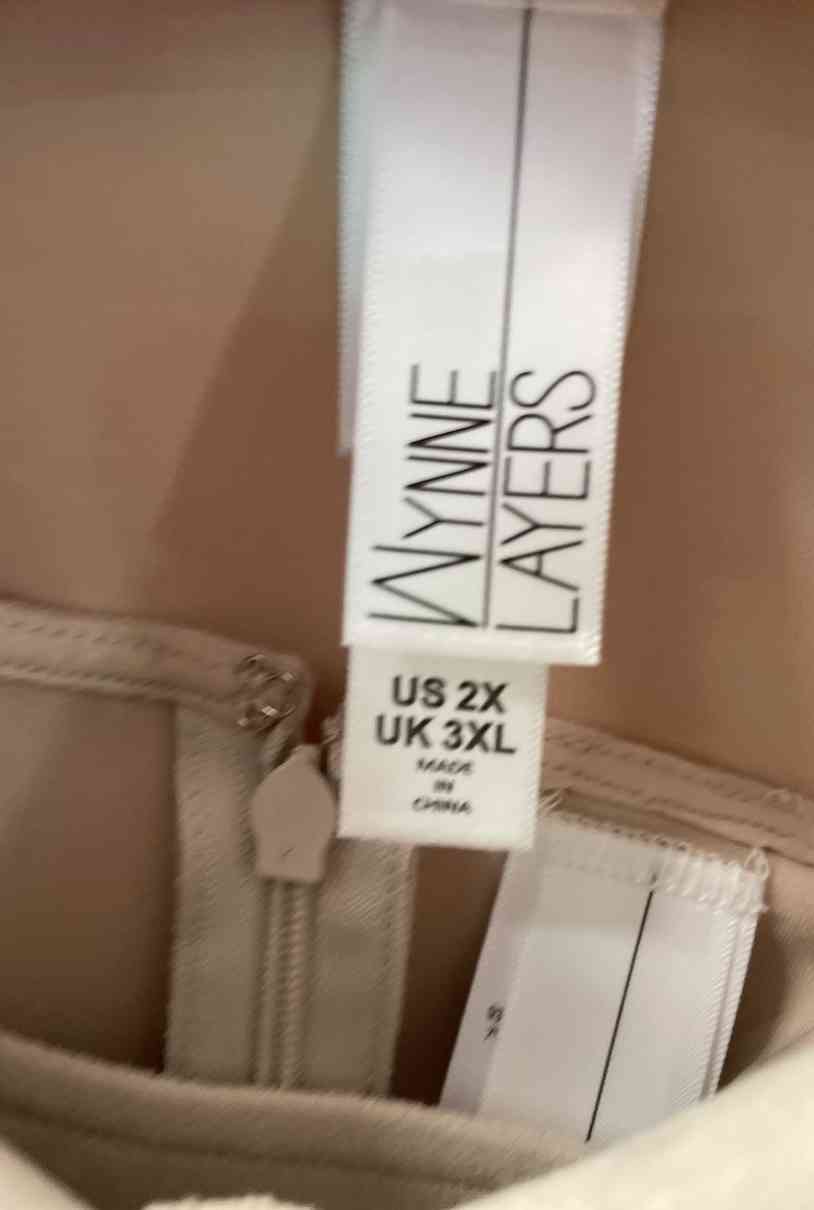 WYNNE
LAYERS
US 2X
UK 3XL
MADE
IN
CHINA